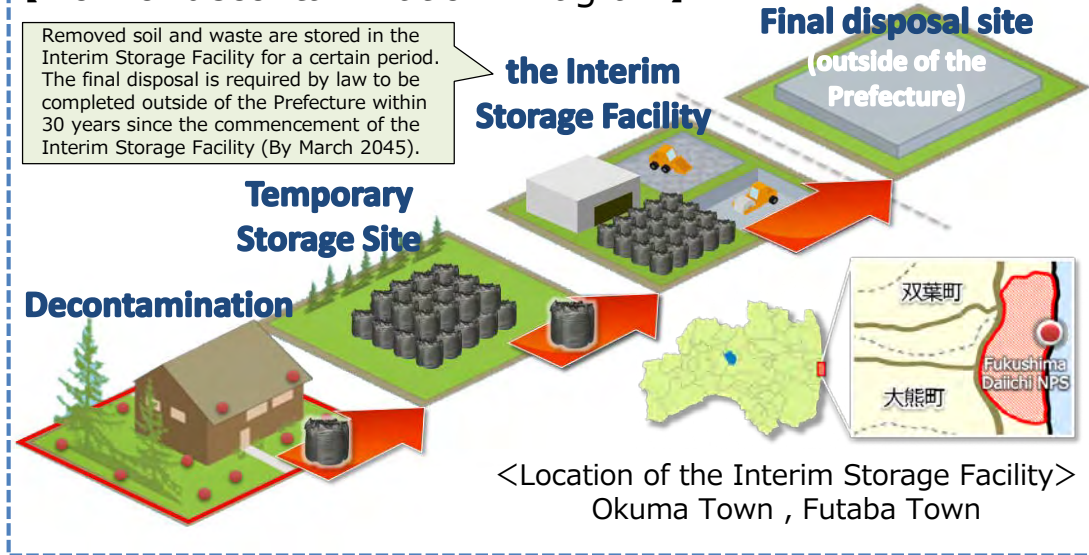 Removed soil and waste are stored in the
Interim Storage Facility for a certain period.
The final disposal is required by law to be
completed outside of the Prefecture within
30 years since the commencement of the
Interim Storage Facility (By March 2045).
Final disposal site
(outside of the
Prefecture)
the Interim
Storage Facility
Temporary
Storage Site
Decontamination
双葉町
Fukushima
Daiichi NPS
大熊町
＜Location of the Interim Storage Facility＞
Okuma Town , Futaba Town